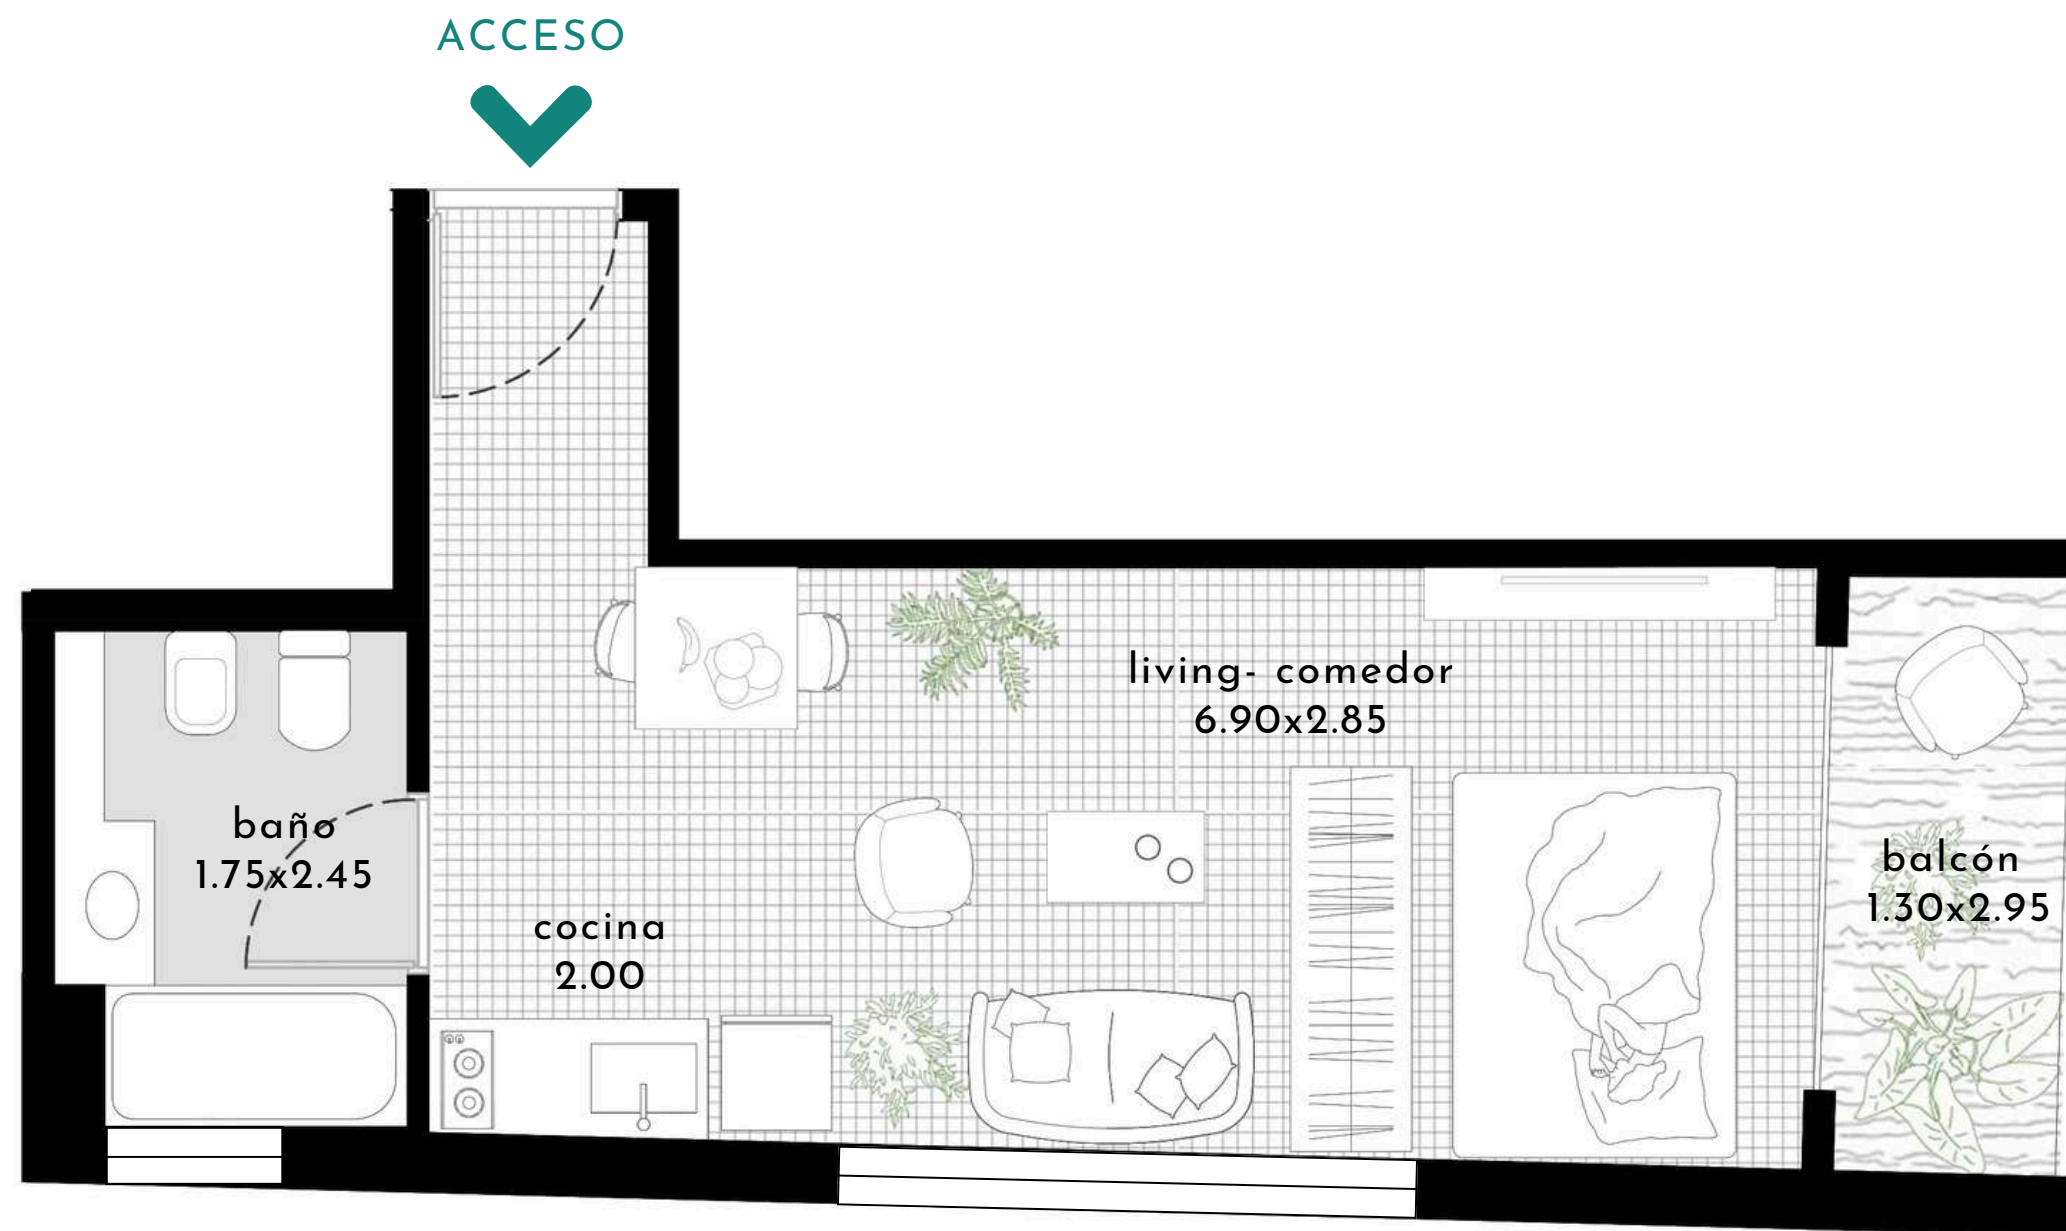 ACCESO
living- comedor
6.90x2.85
baño
1.75x2.45
balcón
1.30x2.95
cocina
2.00